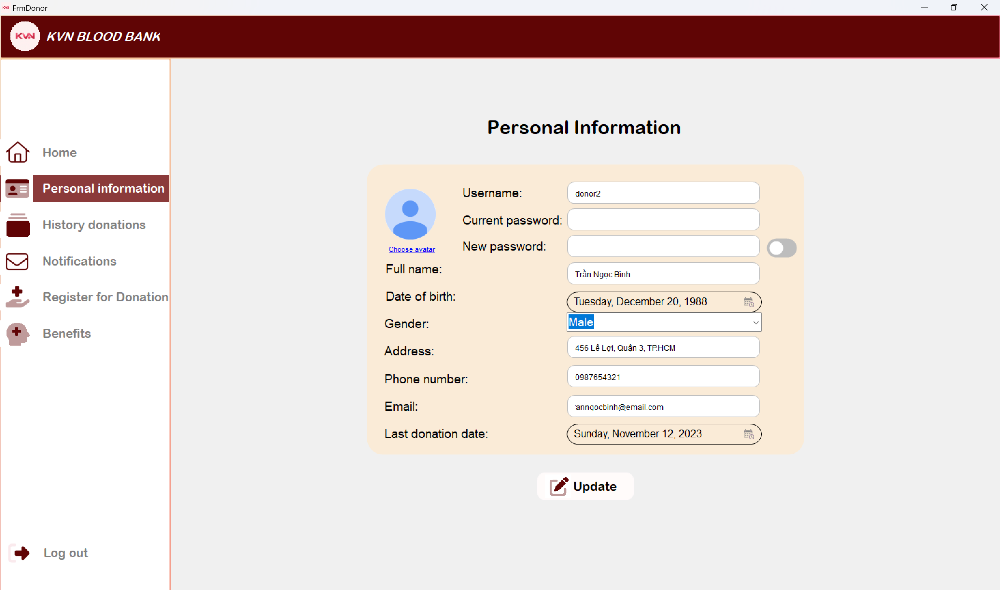 KVN FrmDonor
KVN KVN BLOOD BANK
Home
Personal information
History donations
Notifications
Register for Donation
Benefits
Log out
Personal Information
Choose avatar
Username: donor2
Current password:
New password:
Full name: Trần Ngọc Bình
Date of birth: Tuesday, December 20, 1988
Gender: Male
Address: 456 Lê Lợi, Quận 3, TP.HCM
Phone number: 0987654321
Email: ranngocbinh@email.com
Last donation date: Sunday, November 12, 2023
Update